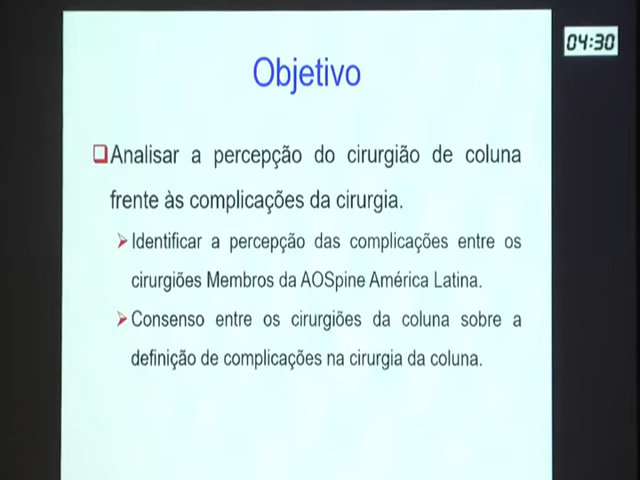 Objetivo
04:30
Analisar a percepção do cirurgião de coluna
frente às complicações da cirurgia.
Identificar a percepção das complicações entre os
cirurgiões Membros da AOSpine América Latina.
Consenso entre os cirurgiões da coluna sobre a
definição de complicações na cirurgia da coluna.